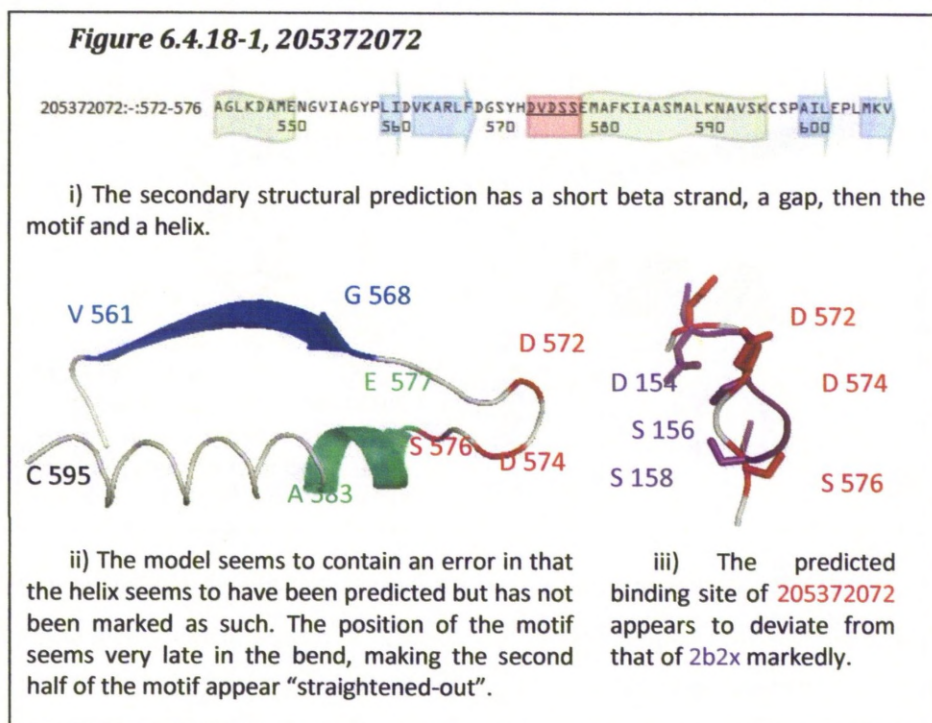 Figure 6.4.18-1, 205372072
205372072:-:572-576 AGLKDAMENGVIAGYPLIDVKARLFDGSYHDVDSSEMAFKIAASMALKNAVSKCSPAILEPLMKV
550 560 570 580 590 600
i) The secondary structural prediction has a short beta strand, a gap, then the
motif and a helix.
V 561
G 568
D 572
E 577
S 576
D 574
C 595
A 583
D 572
D 154
D 574
S 156
S 158
S 576
ii) The model seems to contain an error in that
the helix seems to have been predicted but has not
been marked as such. The position of the motif
seems very late in the bend, making the second
half of the motif appear “straightened-out”.
iii) The predicted
binding site of 205372072
appears to deviate from
that of 2b2x markedly.